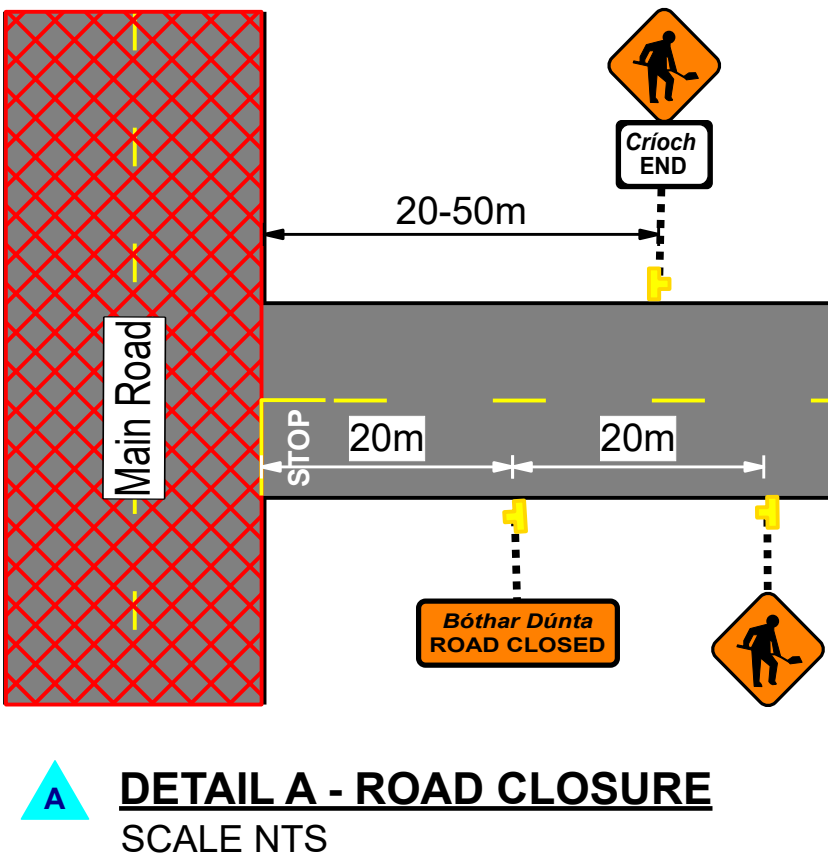 Críoch
END
20-50m
Main Road
STOP
20m
20m
Bóthar Dúnta
ROAD CLOSED
A
DETAIL A - ROAD CLOSURE
SCALE NTS